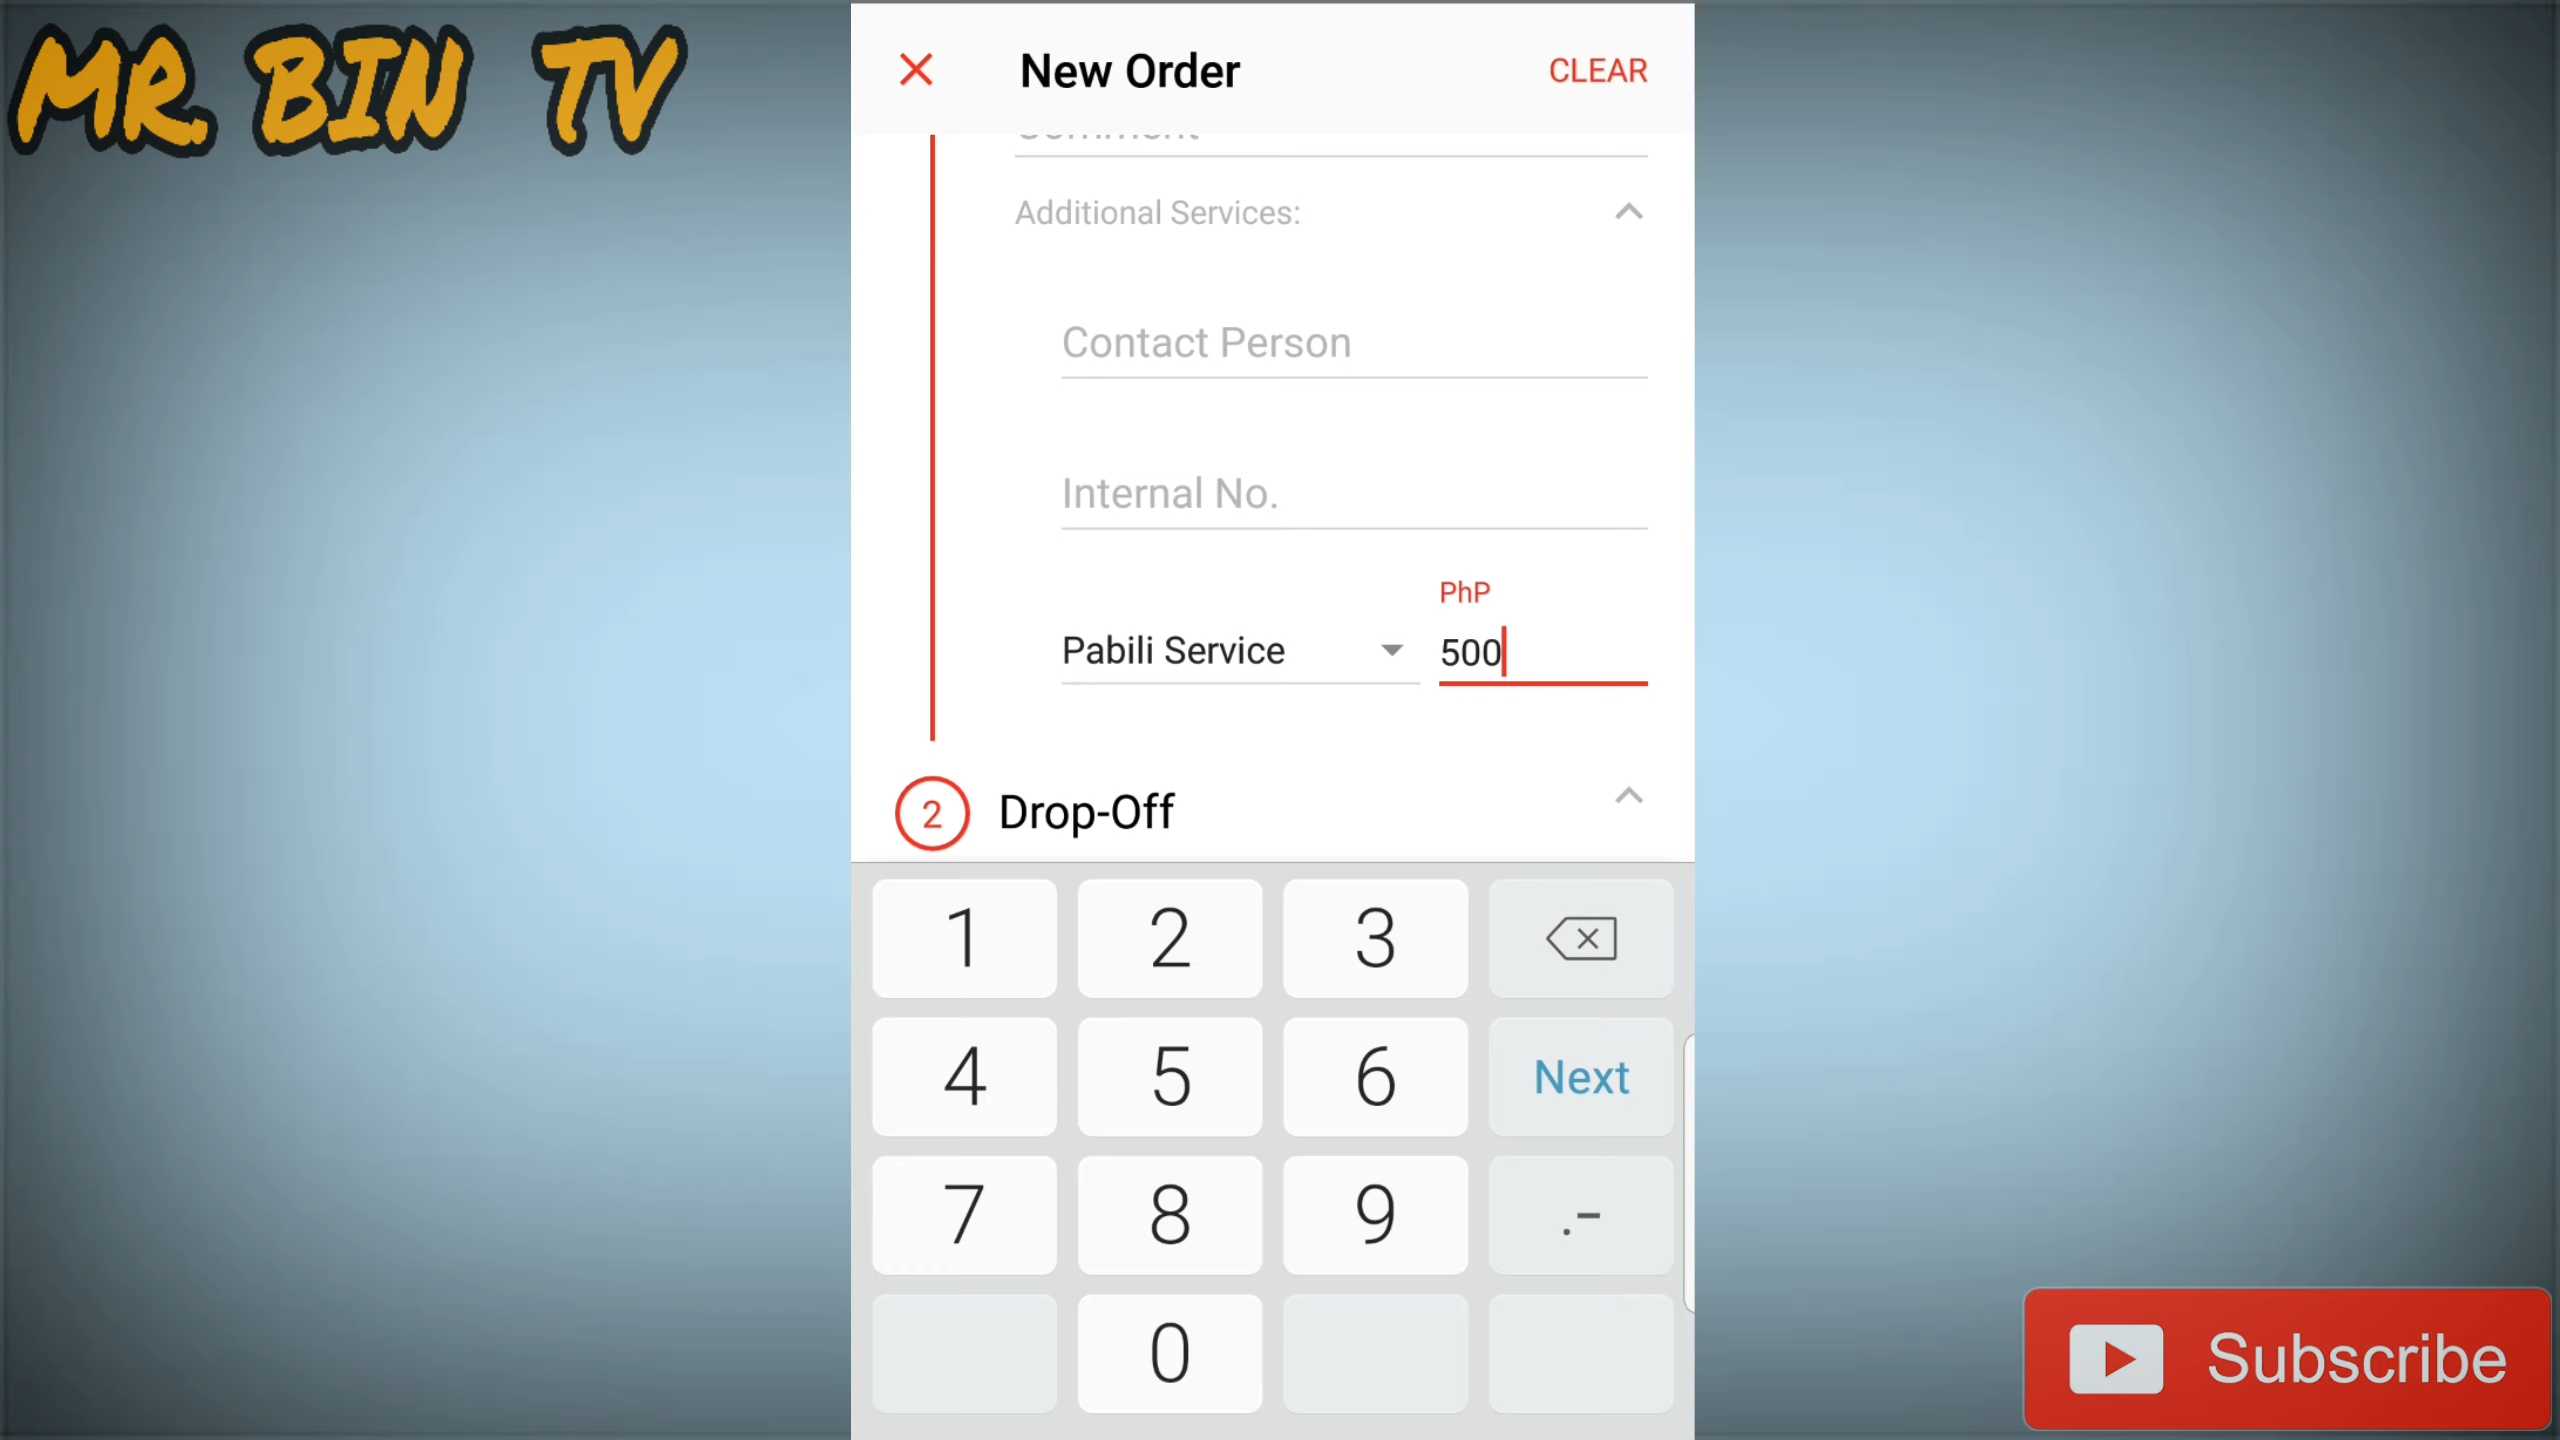 MR. BIN TV
New Order
CLEAR
Comment
Additional Services:
Contact Person
Internal No.
PhP
Pabili Service
500
2
Drop-Off
1 2 3
4 5 6 Next
7 8 9 .-
0
Subscribe